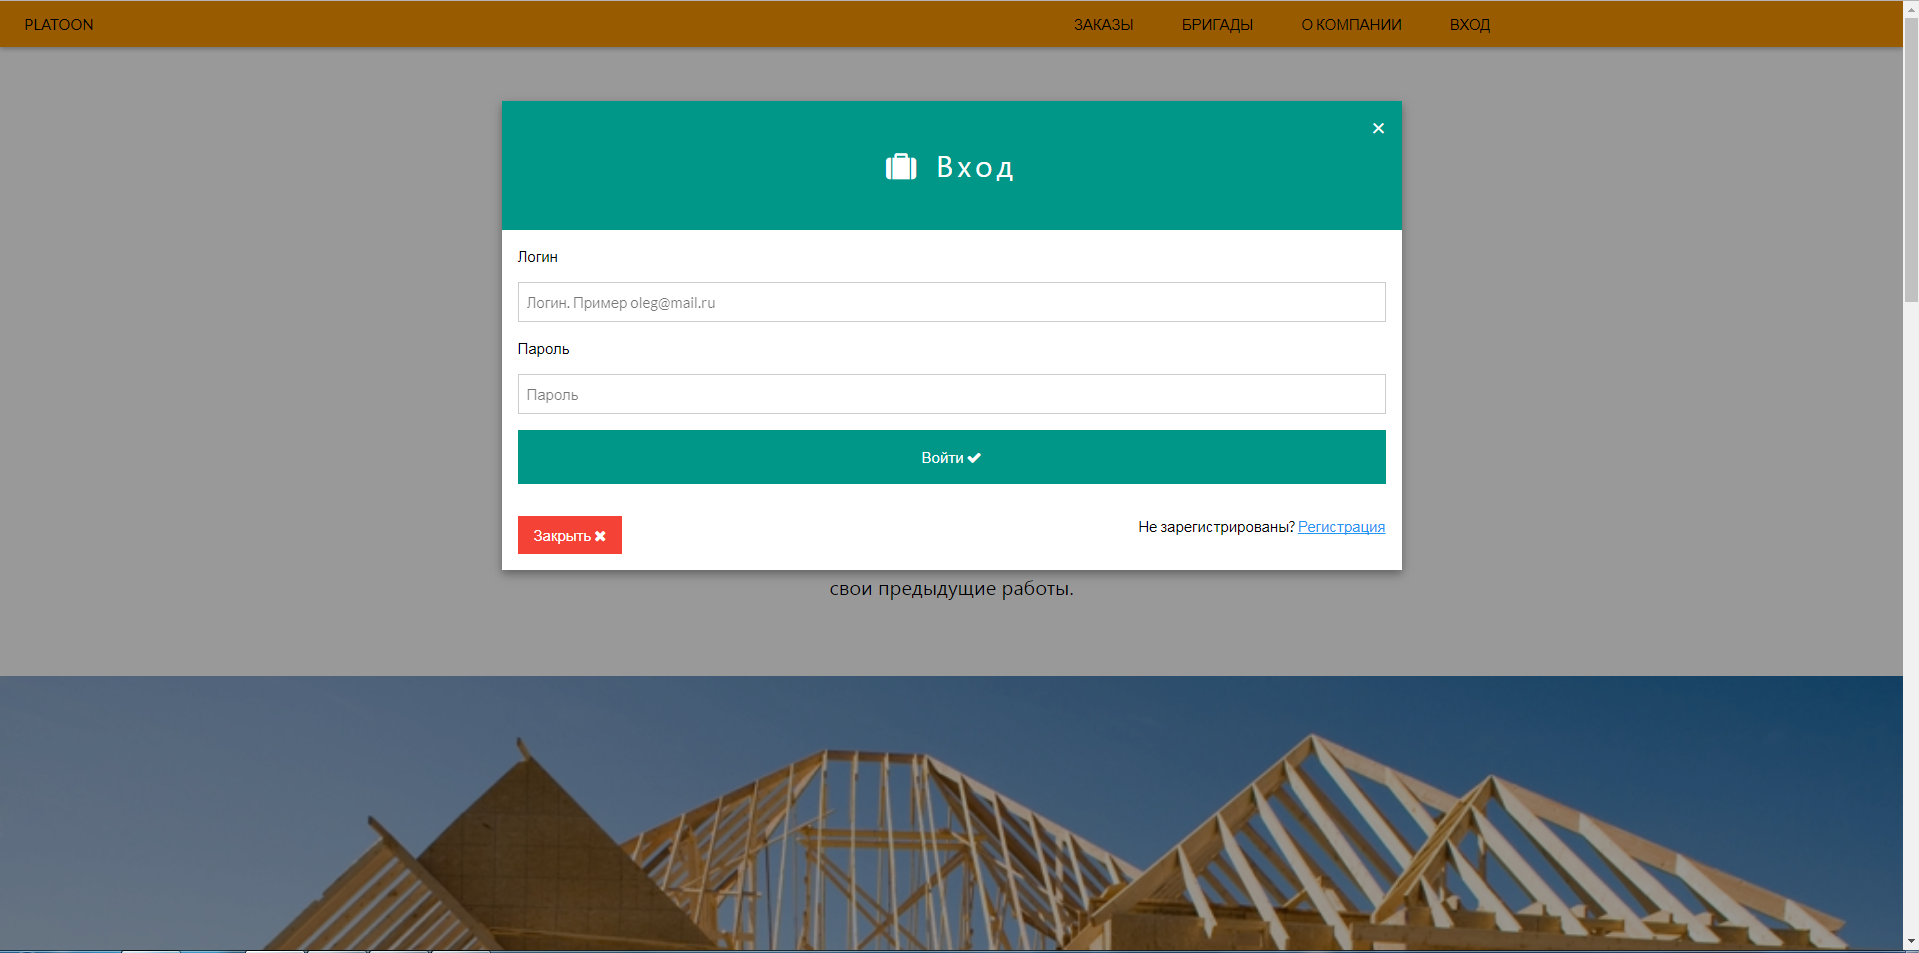 PLATOON ЗАКАЗЫ БРИГАДЫ О КОМПАНИИ ВХОД
×
Вход
Логин
Логин. Пример oleg@mail.ru
Пароль
Пароль
Войти
Закрыть
Не зарегистрированы? Регистрация
свои предыдущие работы.